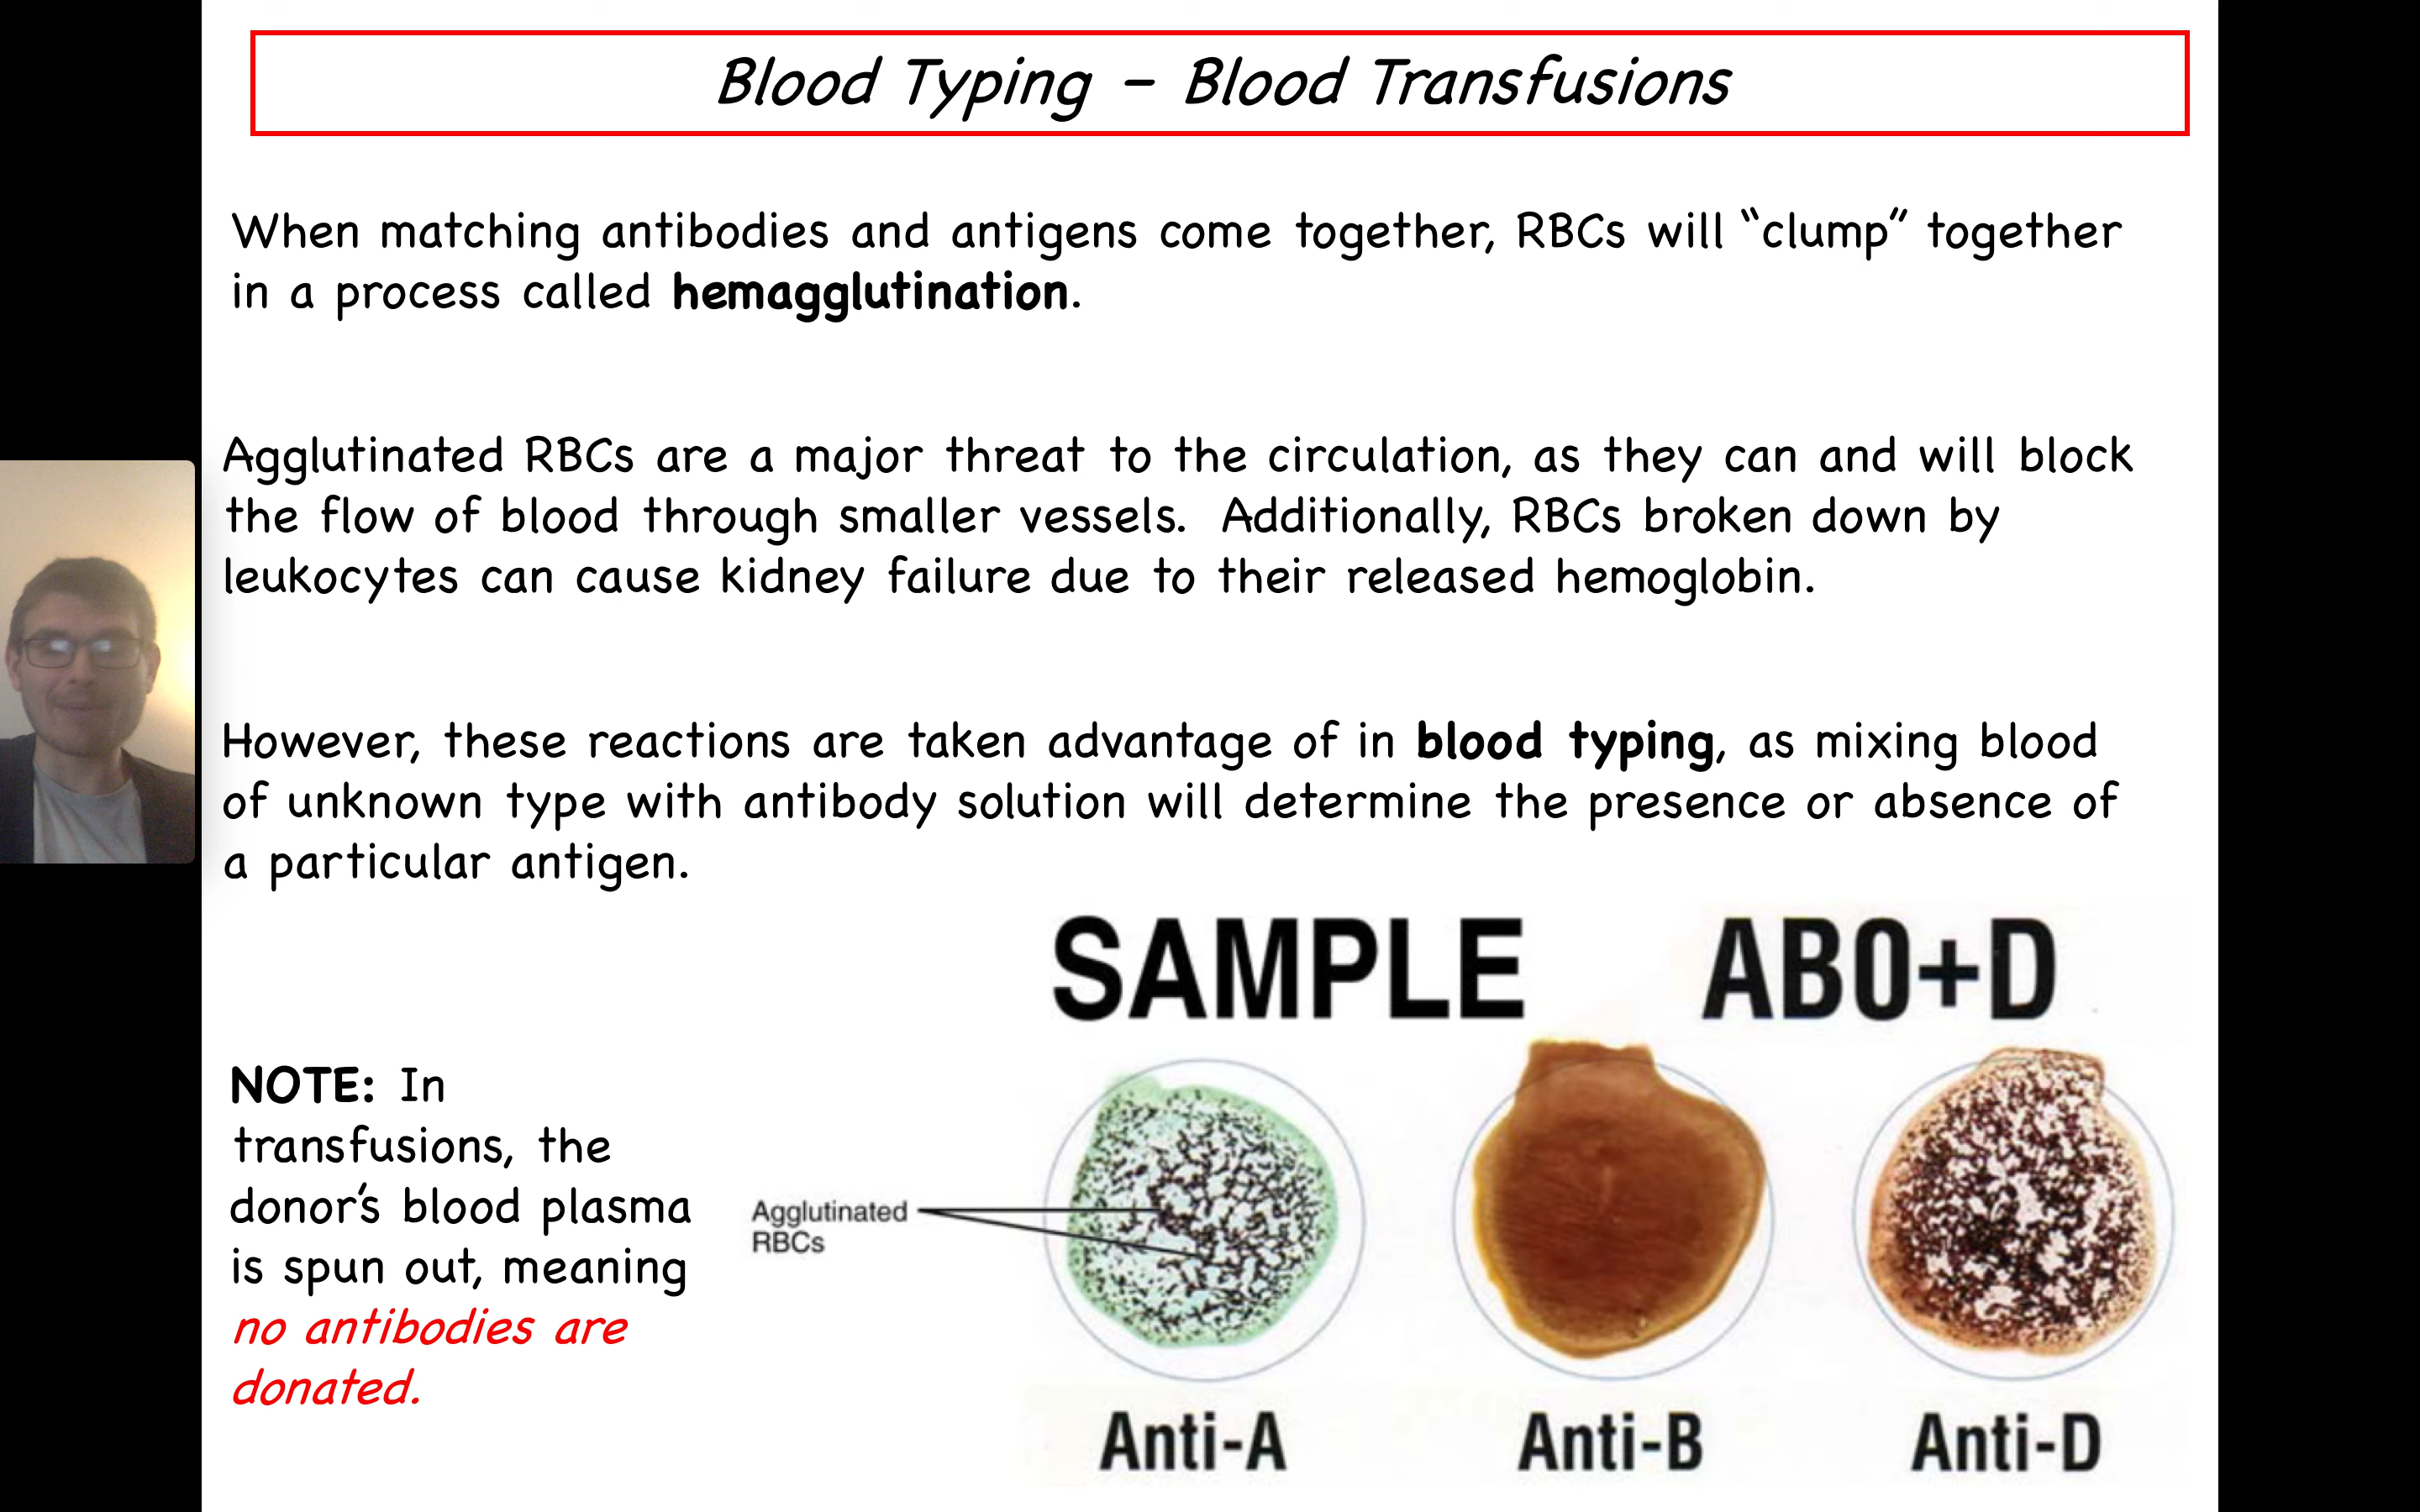 Blood Typing – Blood Transfusions
When matching antibodies and antigens come together, RBCs will “clump” together
in a process called hemagglutination.
Agglutinated RBCs are a major threat to the circulation, as they can and will block
the flow of blood through smaller vessels.  Additionally, RBCs broken down by
leukocytes can cause kidney failure due to their released hemoglobin.
However, these reactions are taken advantage of in blood typing, as mixing blood
of unknown type with antibody solution will determine the presence or absence of
a particular antigen.
SAMPLE ABO+D
NOTE: In
transfusions, the
donor’s blood plasma
is spun out, meaning
no antibodies are
donated.
Agglutinated
RBCs
Anti-A Anti-B Anti-D